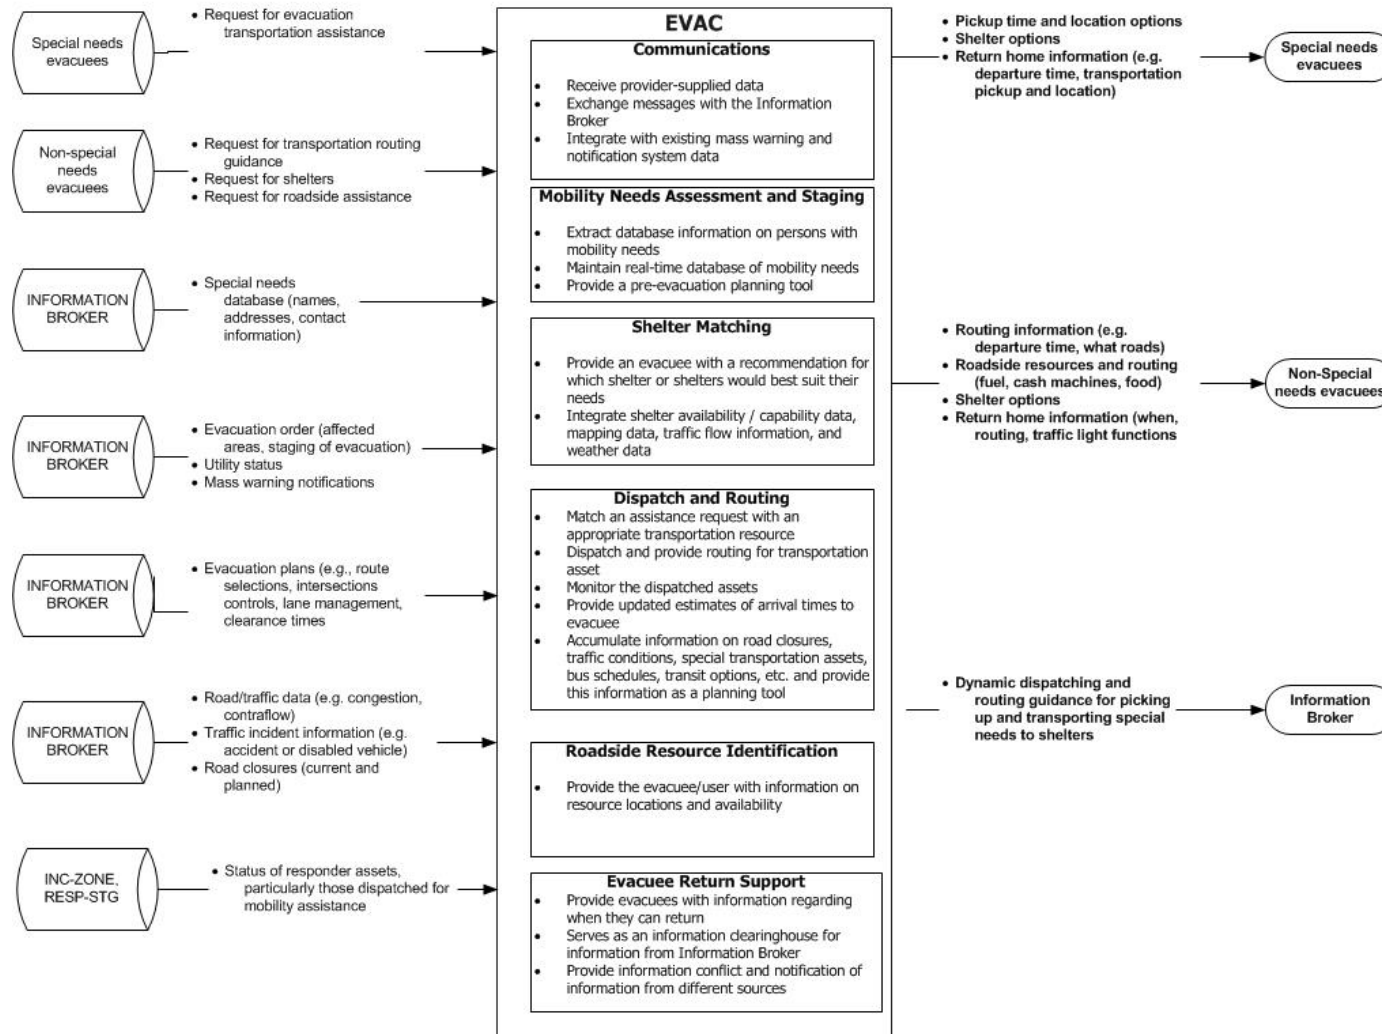 Special needs
evacuees
• Request for evacuation
transportation assistance
Non-special
needs
evacuees
• Request for transportation routing
guidance
• Request for shelters
• Request for roadside assistance
INFORMATION
BROKER
• Special needs
database (names,
addresses, contact
information)
INFORMATION
BROKER
• Evacuation order (affected
areas, staging of evacuation)
• Utility status
• Mass warning notifications
INFORMATION
BROKER
• Evacuation plans (e.g., route
selections, intersections
controls, lane management,
clearance times
INFORMATION
BROKER
• Road/traffic data (e.g. congestion,
contraflow)
• Traffic incident information (e.g.
accident or disabled vehicle)
• Road closures (current and
planned)
INC-ZONE,
RESP-STG
• Status of responder assets,
particularly those dispatched for
mobility assistance
EVAC
Communications
• Receive provider-supplied data
• Exchange messages with the Information
Broker
• Integrate with existing mass warning and
notification system data
Mobility Needs Assessment and Staging
• Extract database information on persons with
mobility needs
• Maintain real-time database of mobility needs
• Provide a pre-evacuation planning tool
Shelter Matching
• Provide an evacuee with a recommendation for
which shelter or shelters would best suit their
needs
• Integrate shelter availability / capability data,
mapping data, traffic flow information, and
weather data
Dispatch and Routing
• Match an assistance request with an
appropriate transportation resource
• Dispatch and provide routing for transportation
asset
• Monitor the dispatched assets
• Provide updated estimates of arrival times to
evacuee
• Accumulate information on road closures,
traffic conditions, special transportation assets,
bus schedules, transit options, etc. and provide
this information as a planning tool
Roadside Resource Identification
• Provide the evacuee/user with information on
resource locations and availability
Evacuee Return Support
• Provide evacuees with information regarding
when they can return
• Serves as an information clearinghouse for
information from Information Broker
• Provide information conflict and notification of
information from different sources
• Pickup time and location options
• Shelter options
• Return home information (e.g.
departure time, transportation
pickup and location)
Special needs
evacuees
• Routing information (e.g.
departure time, what roads)
• Roadside resources and routing
(fuel, cash machines, food)
• Shelter options
• Return home information (when,
routing, traffic light functions
Non-Special
needs evacuees
• Dynamic dispatching and
routing guidance for picking
up and transporting special
needs to shelters
Information
Broker